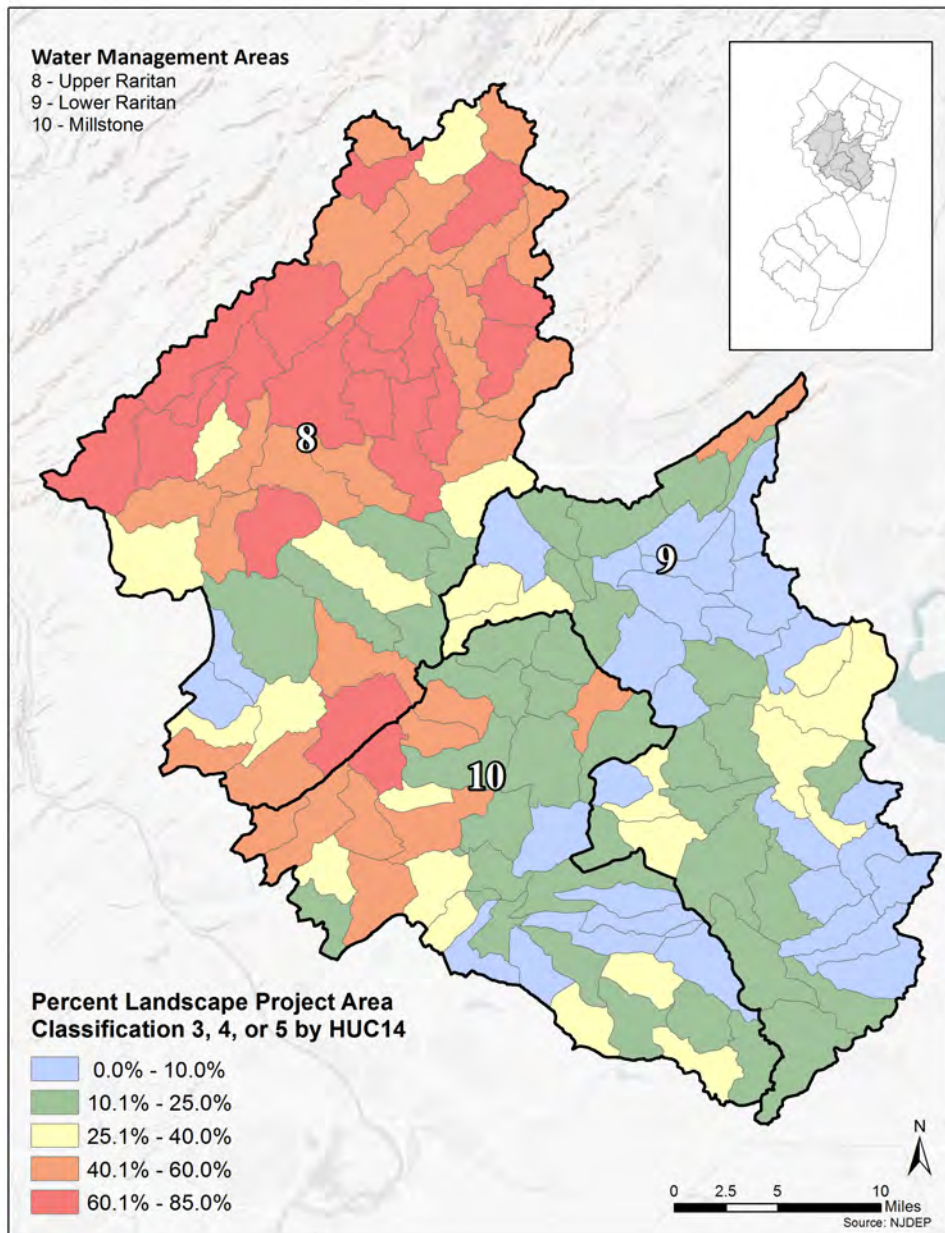 Water Management Areas
8 - Upper Raritan
9 - Lower Raritan
10 - Millstone
8
9
10
Percent Landscape Project Area
Classification 3, 4, or 5 by HUC14
0.0% - 10.0%
10.1% - 25.0%
25.1% - 40.0%
40.1% - 60.0%
60.1% - 85.0%
N
0 2.5 5 10
Miles
Source: NJDEP